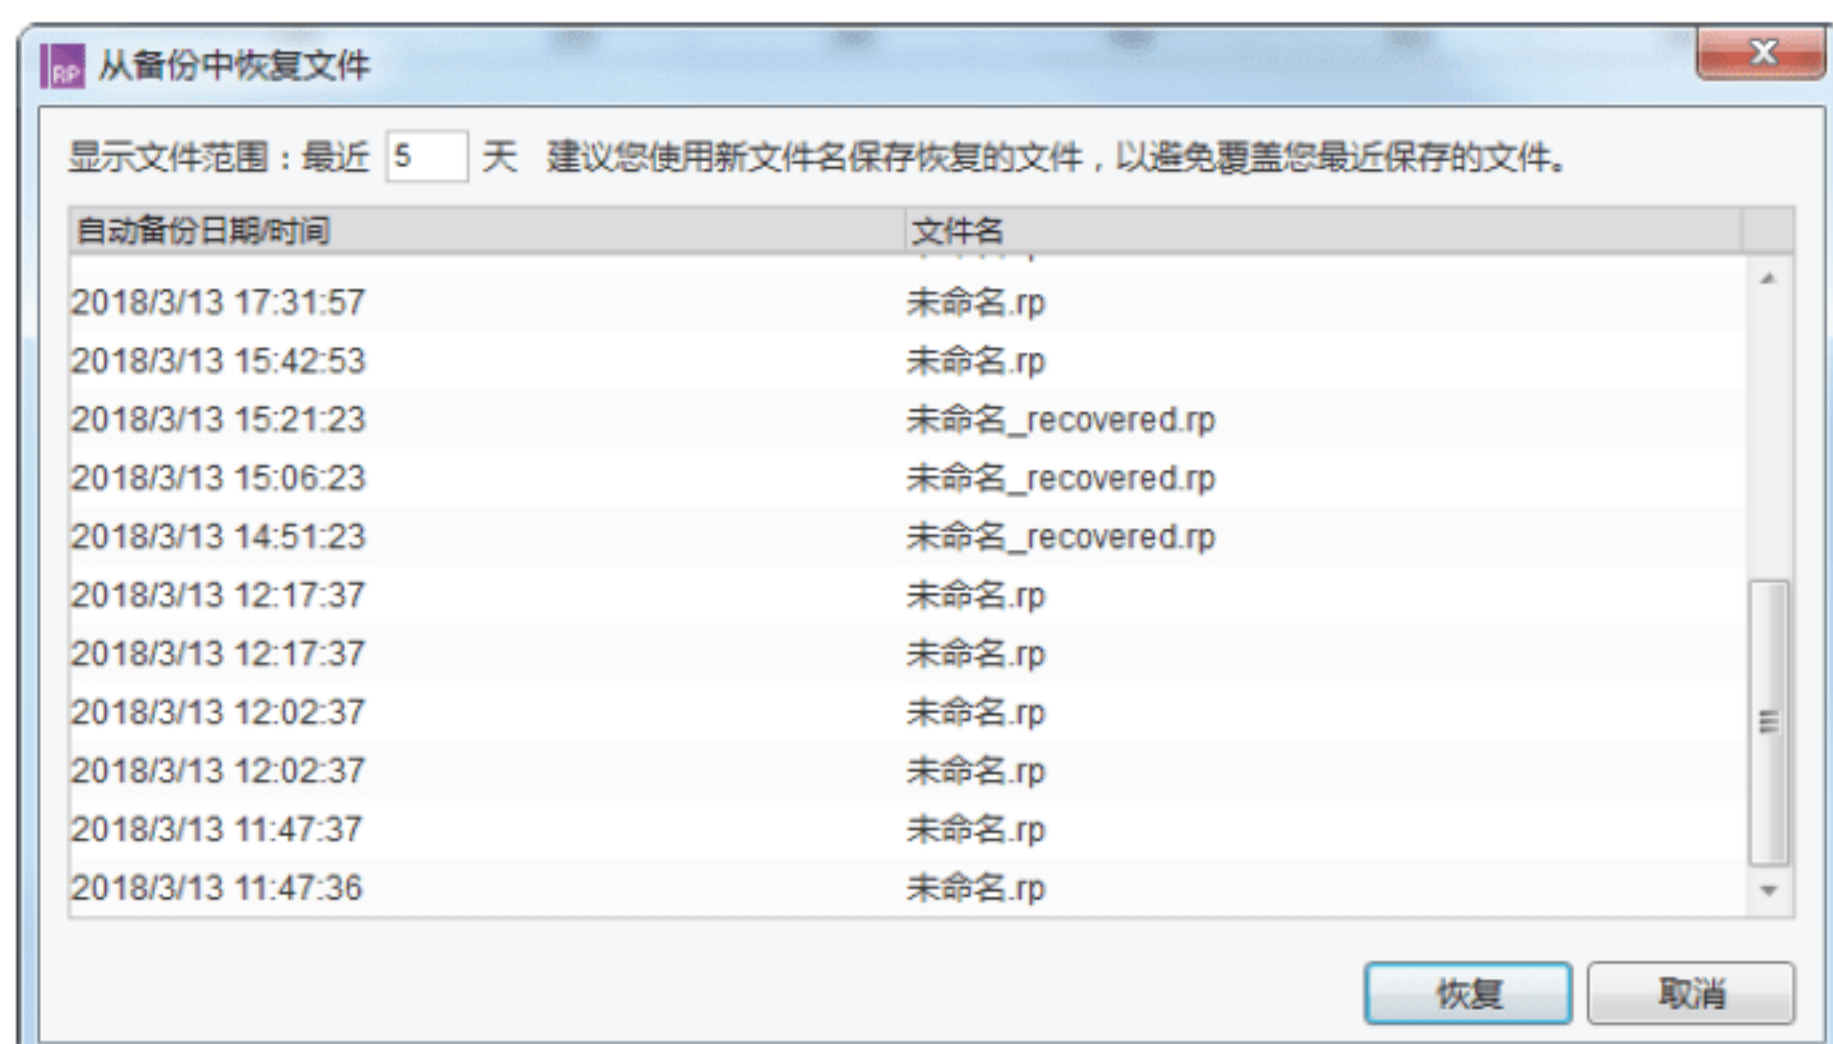 RP 从备份中恢复文件
显示文件范围：最近 5 天 建议您使用新文件名保存恢复的文件，以避免覆盖您最近保存的文件。
自动备份日期/时间 文件名
2018/3/13 17:31:57 未命名.rp
2018/3/13 15:42:53 未命名.rp
2018/3/13 15:21:23 未命名_recovered.rp
2018/3/13 15:06:23 未命名_recovered.rp
2018/3/13 14:51:23 未命名_recovered.rp
2018/3/13 12:17:37 未命名.rp
2018/3/13 12:17:37 未命名.rp
2018/3/13 12:02:37 未命名.rp
2018/3/13 12:02:37 未命名.rp
2018/3/13 11:47:37 未命名.rp
2018/3/13 11:47:36 未命名.rp
恢复 取消